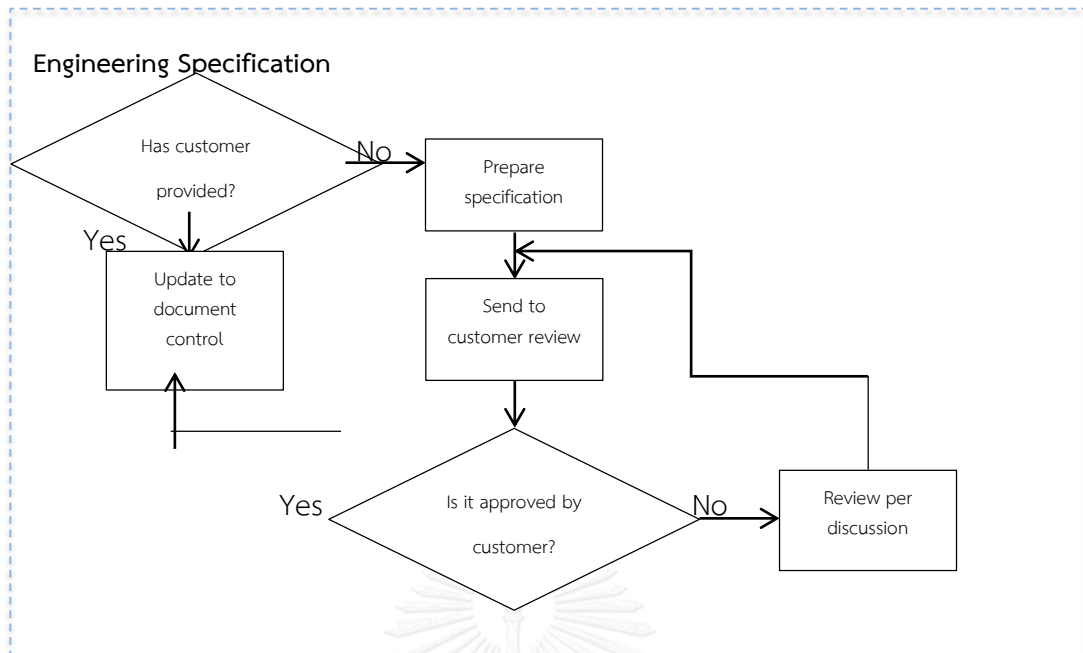 Engineering Specification
Has customer
provided?
No
Prepare
specification
Yes
Update to
document
control
Send to
customer review
Yes
Is it approved by
customer?
No
Review per
discussion